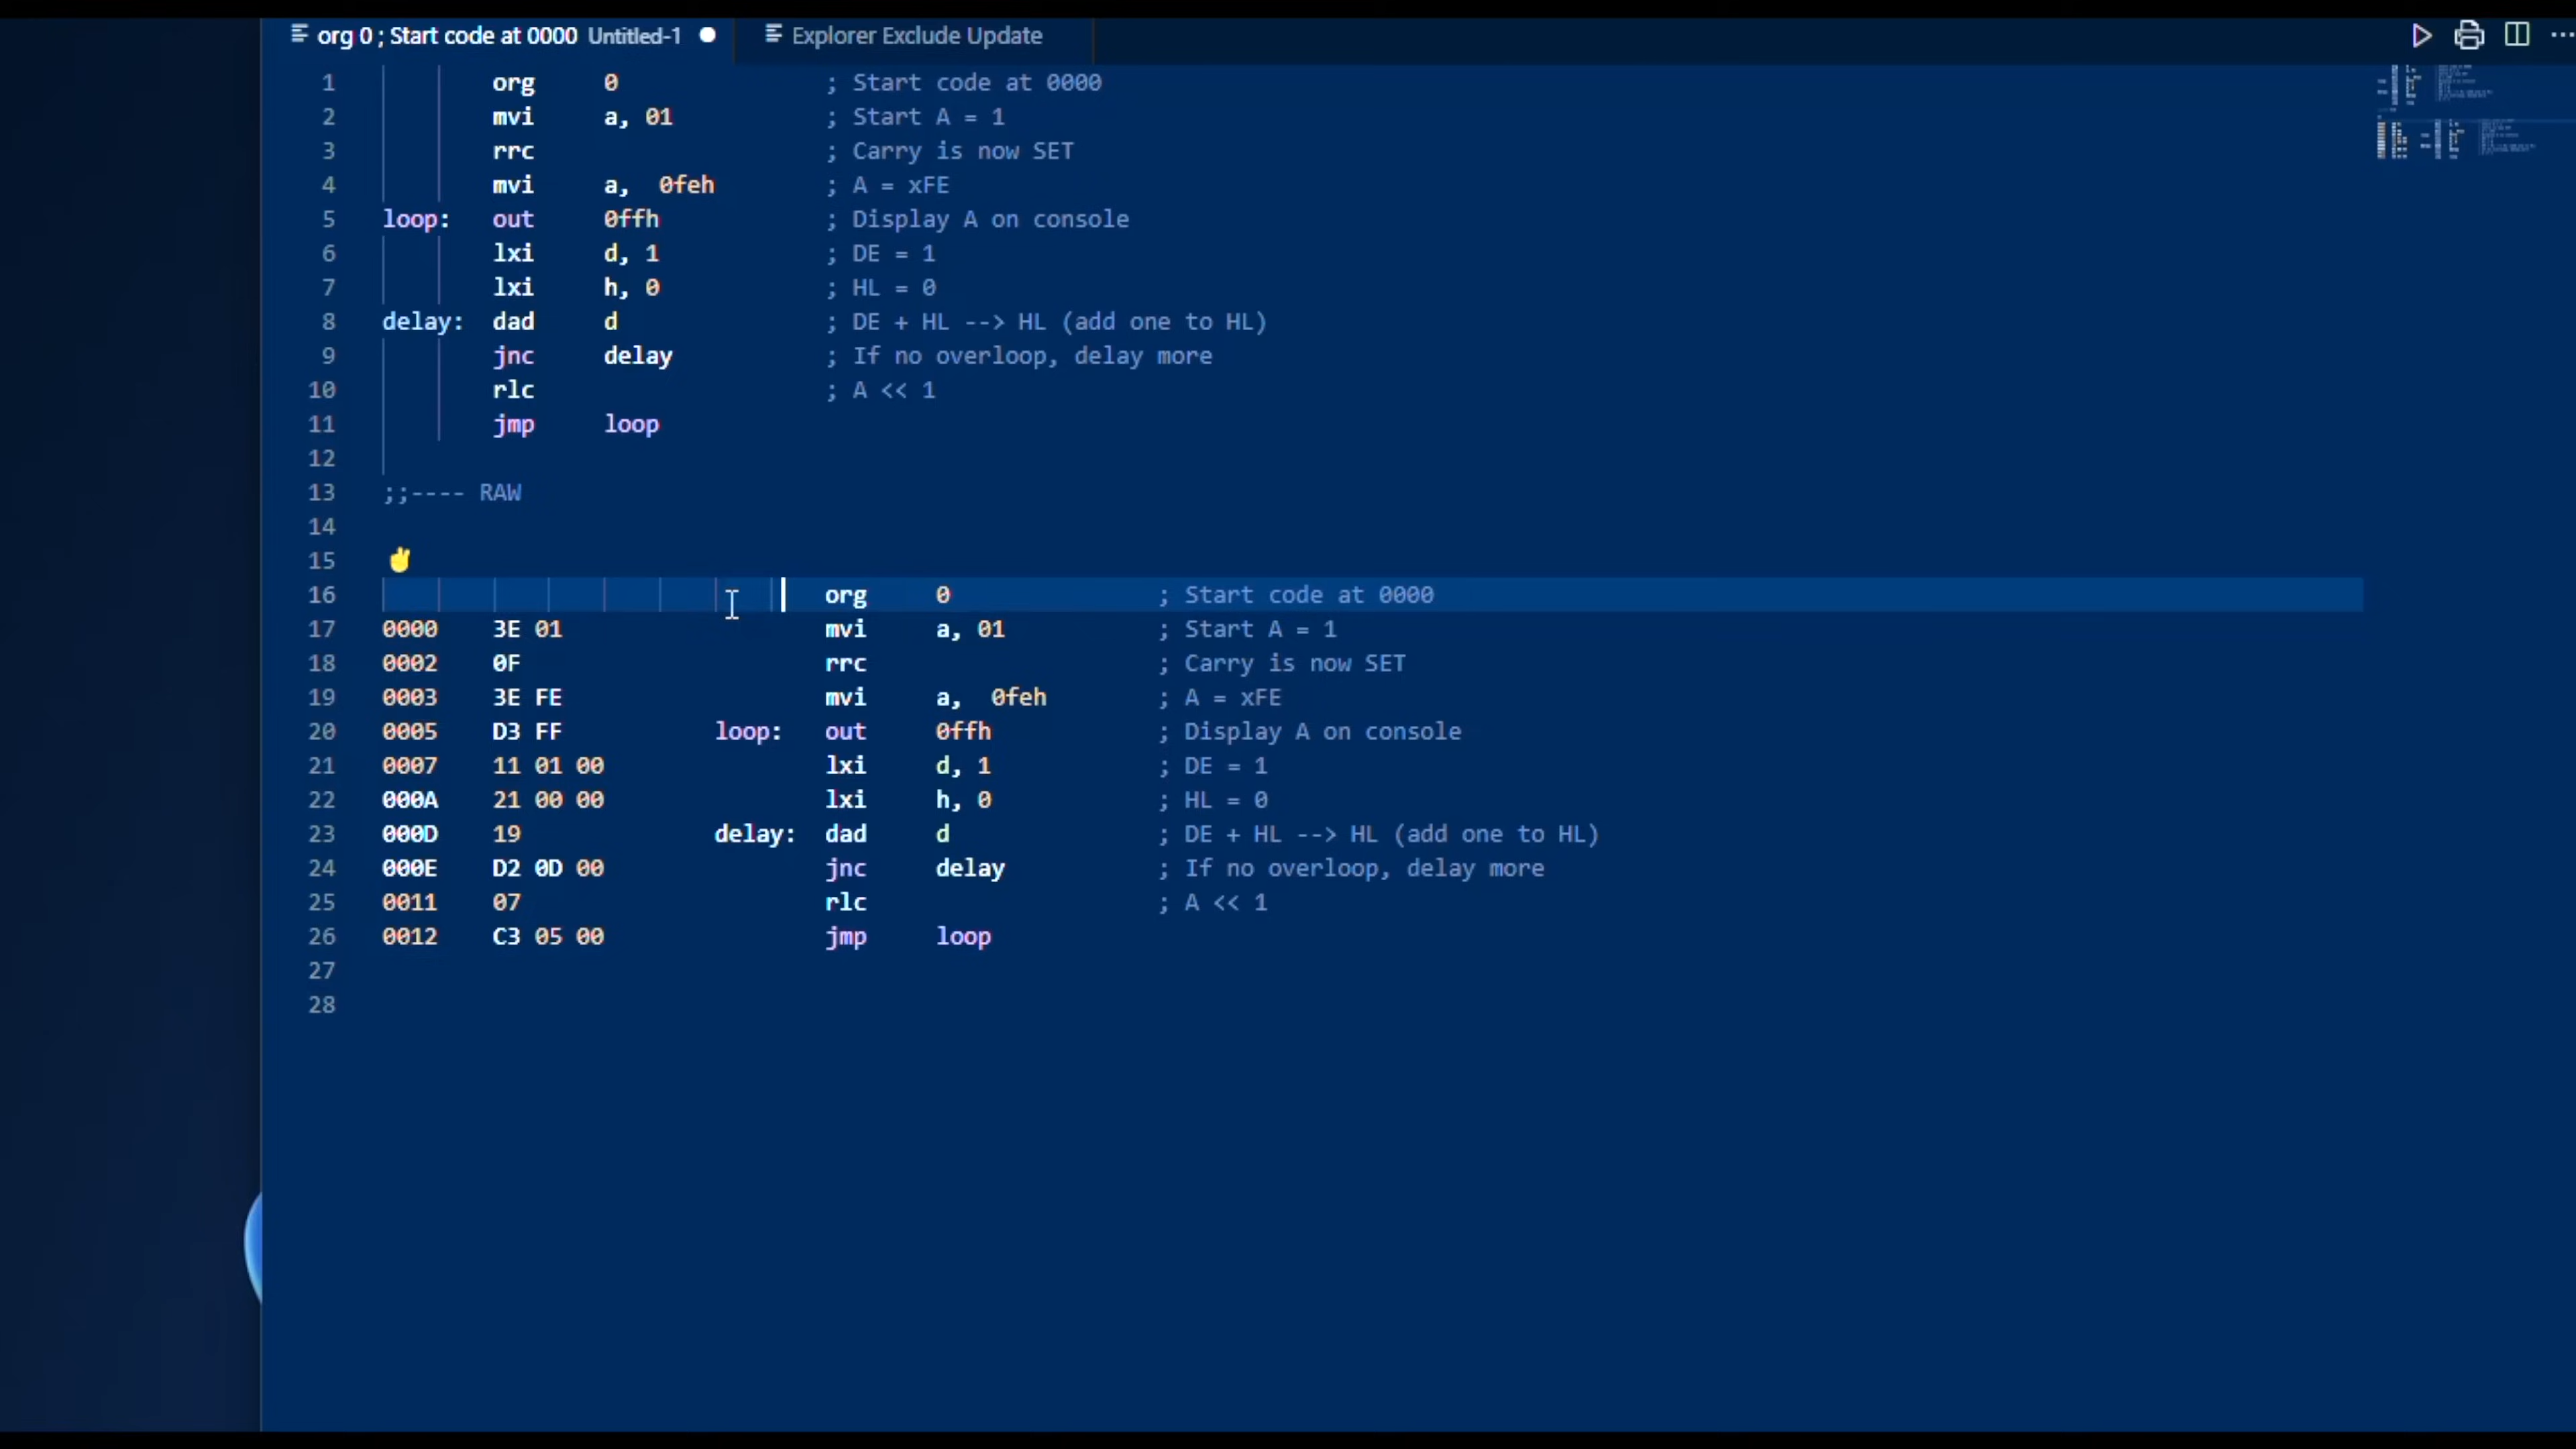 org 0 ; Start code at 0000 Untitled-1 Explorer Exclude Update
1 org 0 ; Start code at 0000
2 mvi a, 01 ; Start A = 1
3 rrc ; Carry is now SET
4 mvi a, 0feh ; A = xFE
5 loop: out 0ffh ; Display A on console
6 lxi d, 1 ; DE = 1
7 lxi h, 0 ; HL = 0
8 delay: dad d ; DE + HL --> HL (add one to HL)
9 jnc delay ; If no overloop, delay more
10 rlc ; A << 1
11 jmp loop
12
13 ;;---- RAW
14
15
16 org 0 ; Start code at 0000
17 0000 3E 01 mvi a, 01 ; Start A = 1
18 0002 0F rrc ; Carry is now SET
19 0003 3E FE mvi a, 0feh ; A = xFE
20 0005 D3 FF loop: out 0ffh ; Display A on console
21 0007 11 01 00 lxi d, 1 ; DE = 1
22 000A 21 00 00 lxi h, 0 ; HL = 0
23 000D 19 delay: dad d ; DE + HL --> HL (add one to HL)
24 000E D2 0D 00 jnc delay ; If no overloop, delay more
25 0011 07 rlc ; A << 1
26 0012 C3 05 00 jmp loop
27
28